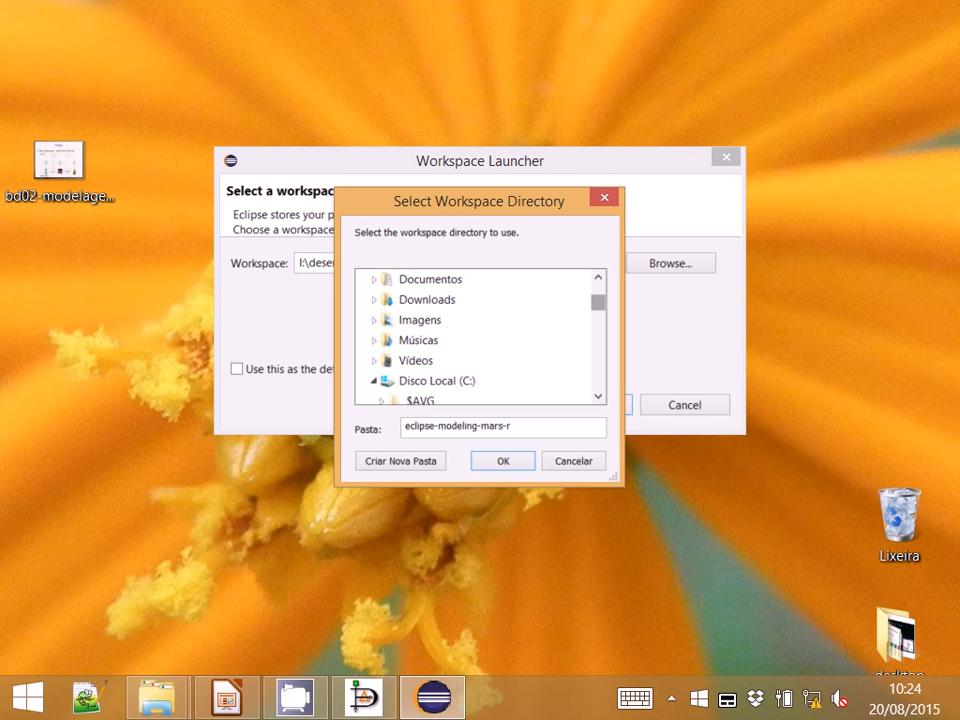 bd02-modelage...
Workspace Launcher
Select a workspac
Eclipse stores your p
Choose a workspace
Workspace:
I:\deser
Browse...
Use this as the def
Cancel
Select Workspace Directory
Select the workspace directory to use.
Documentos
Downloads
Imagens
Músicas
Vídeos
Disco Local (C:)
$AVG
Pasta:
eclipse-modeling-mars-r
Criar Nova Pasta
OK
Cancelar
Lixeira
desktop
10:24
20/08/2015